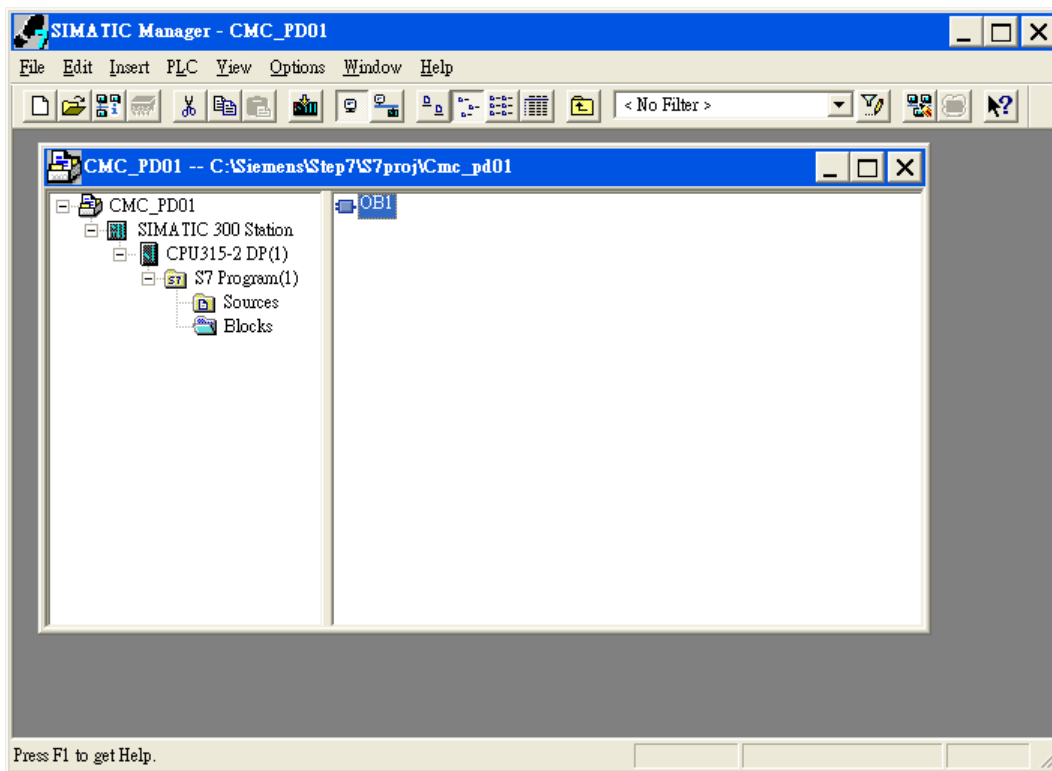 SIMATIC Manager - CMC_PD01
File Edit Insert PLC View Options Window Help
< No Filter >
CMC_PD01 -- C:\Siemens\Step7\S7proj\Cmc_pd01
CMC_PD01
SIMATIC 300 Station
CPU315-2 DP(1)
S7 Program(1)
Sources
Blocks
OB1
Press F1 to get Help.